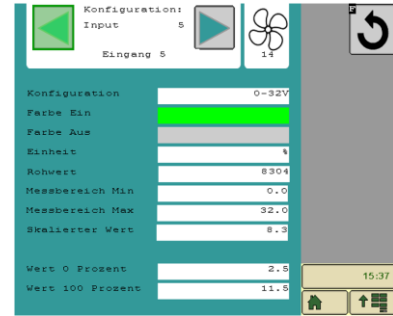 Konfiguration:
Input 5
Eingang 5
14
Konfiguration 0-32V
Farbe Ein
Farbe Aus
Einheit %
Rohwert 8304
Messbereich Min 0.0
Messbereich Max 32.0
Skalierter Wert 8.3
Wert 0 Prozent 2.5
Wert 100 Prozent 11.5
15:37